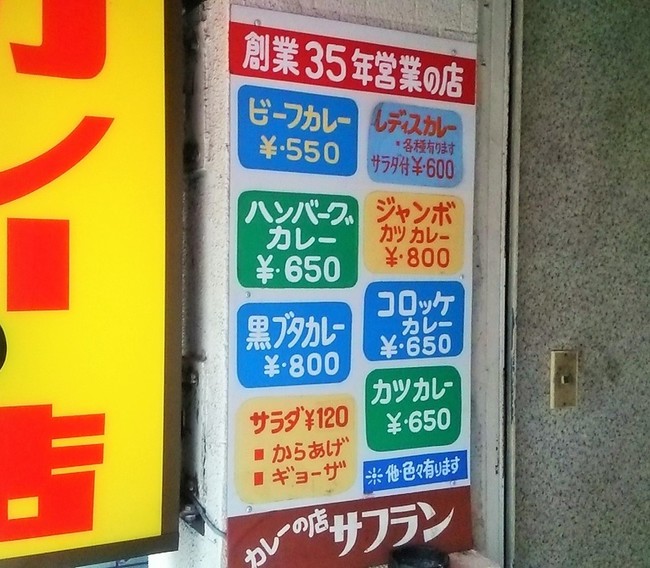 カレー
の
店
創業35年営業の店
ビーフカレー
¥・550
レディスカレー
・各種有ります
サラダ付¥・600
ハンバーグ
カレー
¥・650
ジャンボ
カツカレー
¥・800
黒ブタカレー
¥・800
コロッケ
カレー
¥・650
サラダ¥120
■からあげ
■ギョーザ
カツカレー
¥・650
※他・色々有ります
カレーの店サフラン